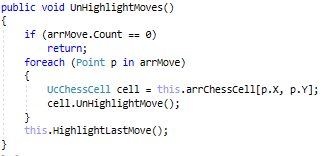 public void UnHighlightMoves()
{
    if (arrMove.Count == 0)
        return;
    foreach (Point p in arrMove)
    {
        UcChessCell cell = this.arrChessCell[p.X, p.Y];
        cell.UnHighlightMove();
    }
    this.HighlightLastMove();
}